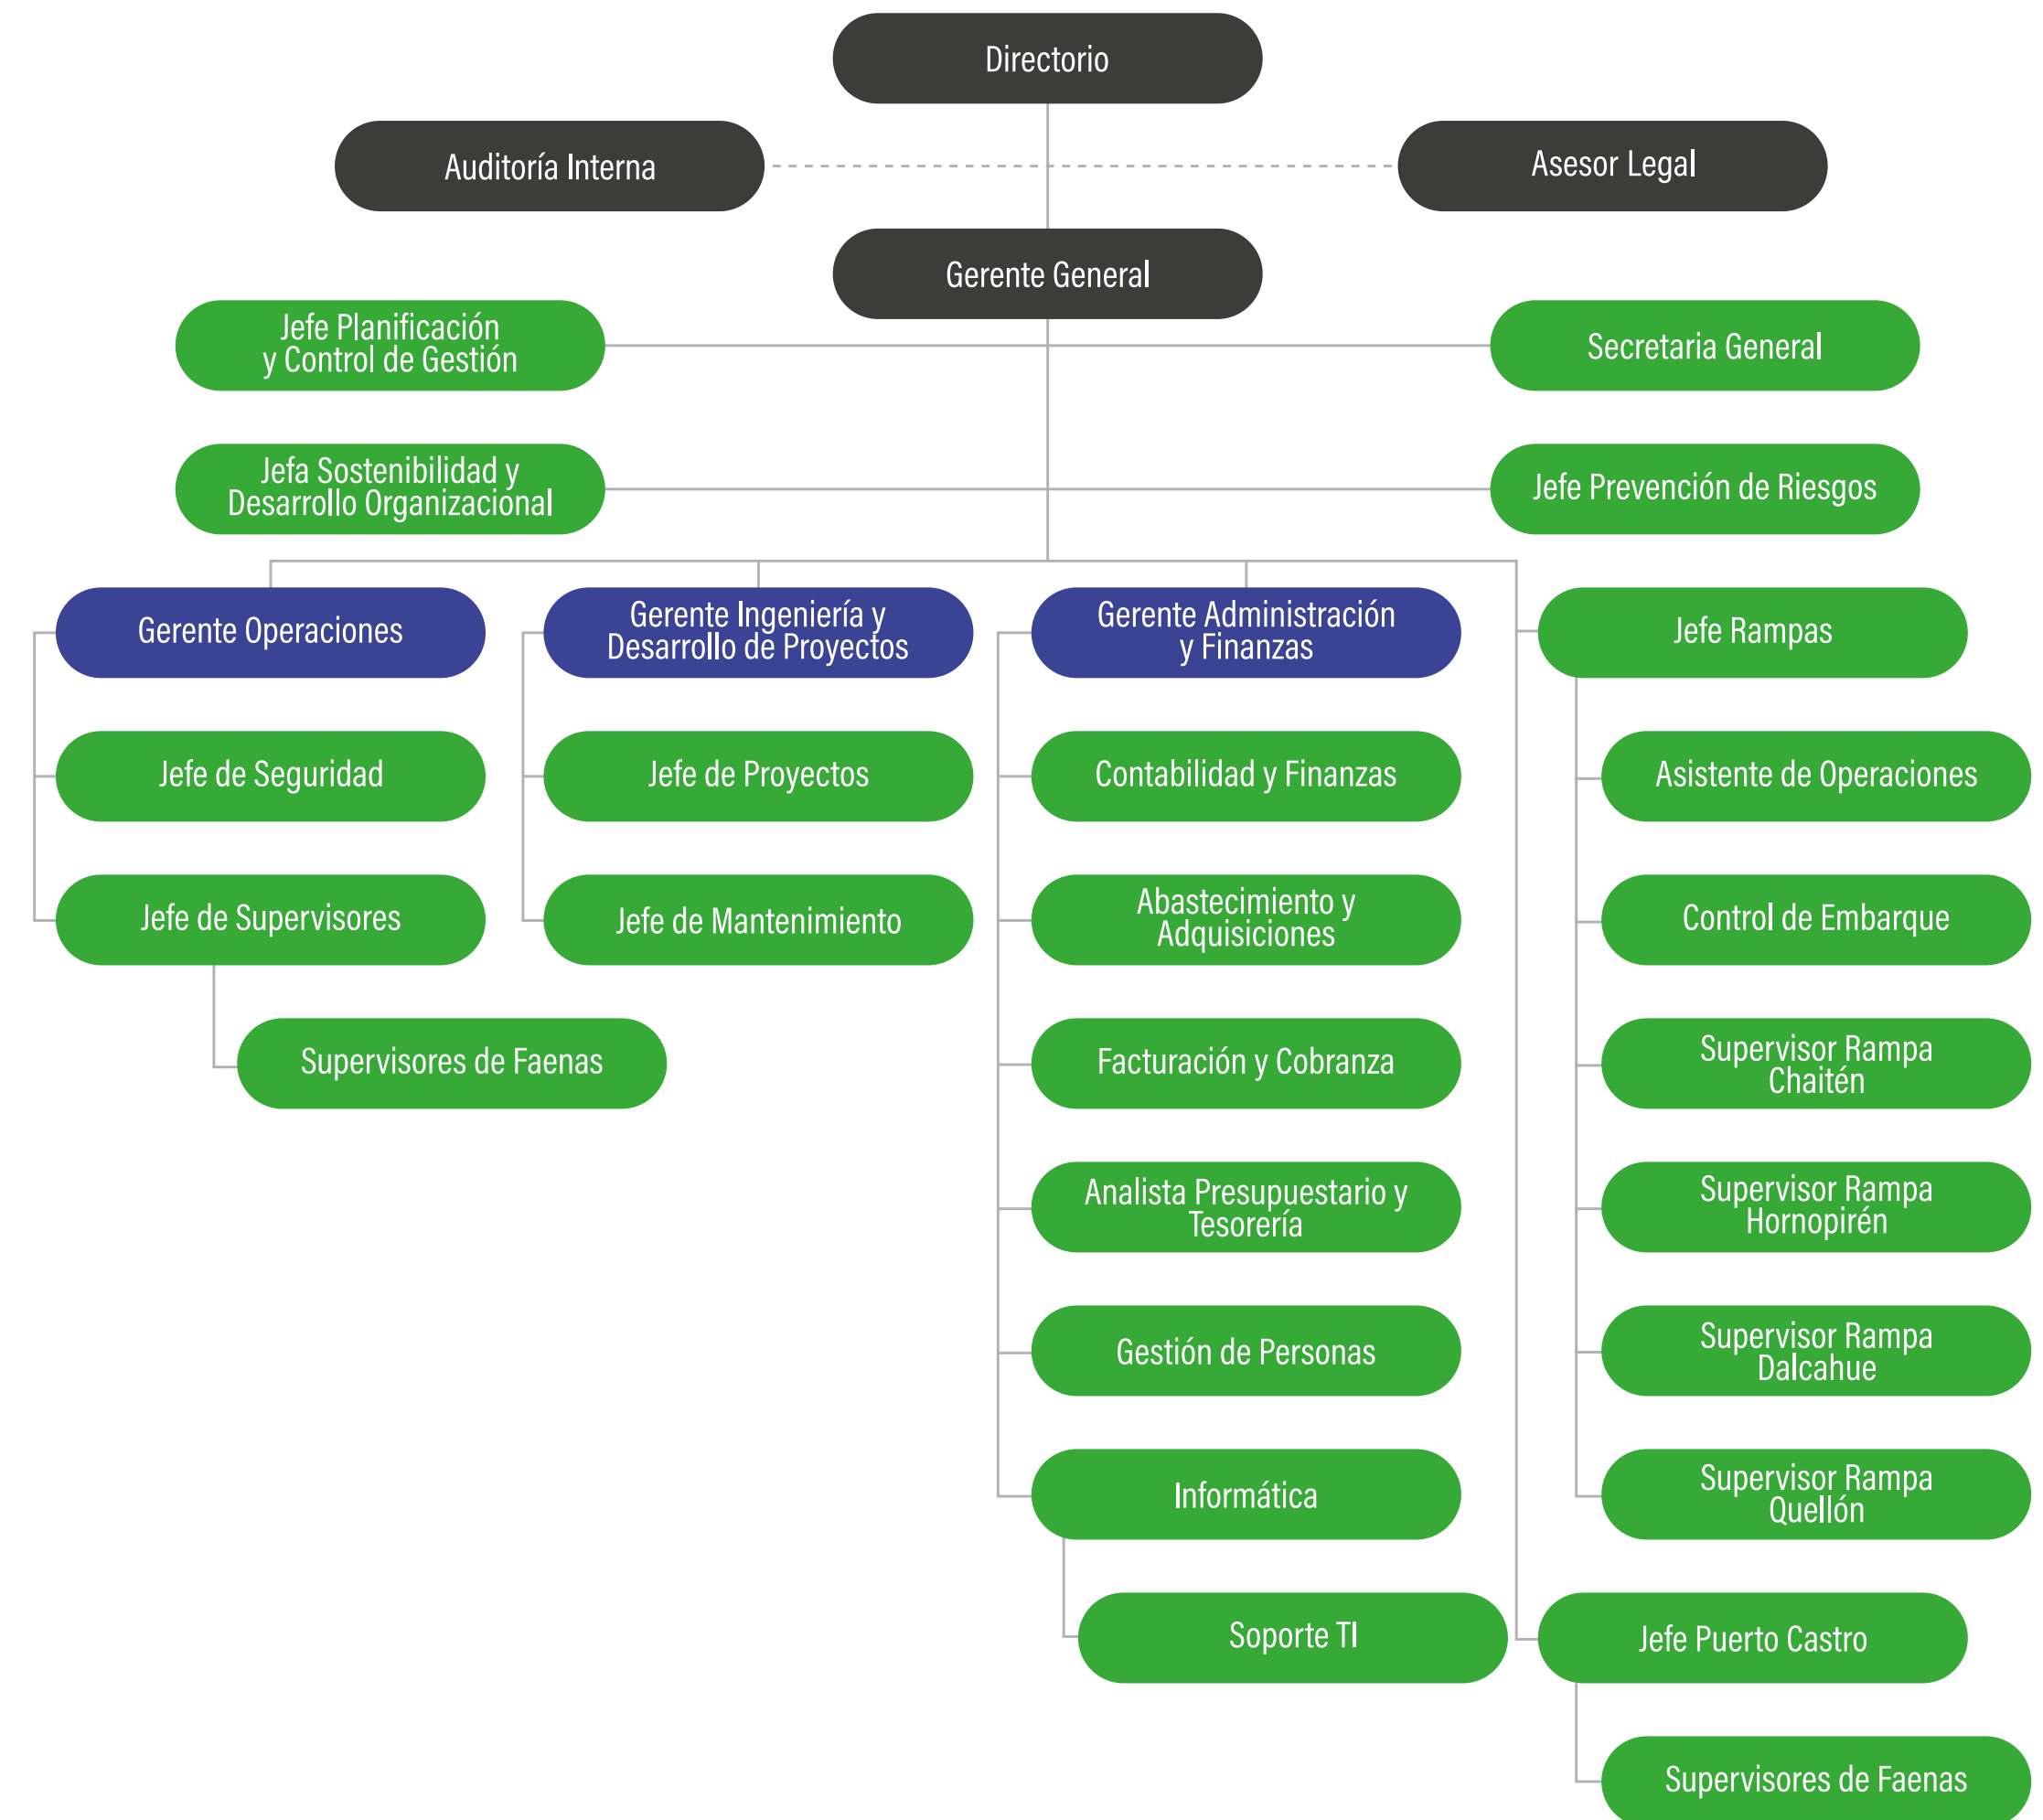 Directorio
Auditoría Interna
Asesor Legal
Gerente General
Jefe Planificación
y Control de Gestión
Secretaria General
Jefa Sostenibilidad y
Desarrollo Organizacional
Jefe Prevención de Riesgos
Gerente Operaciones
Jefe de Seguridad
Jefe de Supervisores
Supervisores de Faenas
Gerente Ingeniería y
Desarrollo de Proyectos
Jefe de Proyectos
Jefe de Mantenimiento
Gerente Administración
y Finanzas
Contabilidad y Finanzas
Abastecimiento y
Adquisiciones
Facturación y Cobranza
Analista Presupuestario y
Tesorería
Gestión de Personas
Informática
Soporte TI
Jefe Rampas
Asistente de Operaciones
Control de Embarque
Supervisor Rampa
Chaitén
Supervisor Rampa
Hornopirén
Supervisor Rampa
Dalcahue
Supervisor Rampa
Quellón
Jefe Puerto Castro
Supervisores de Faenas